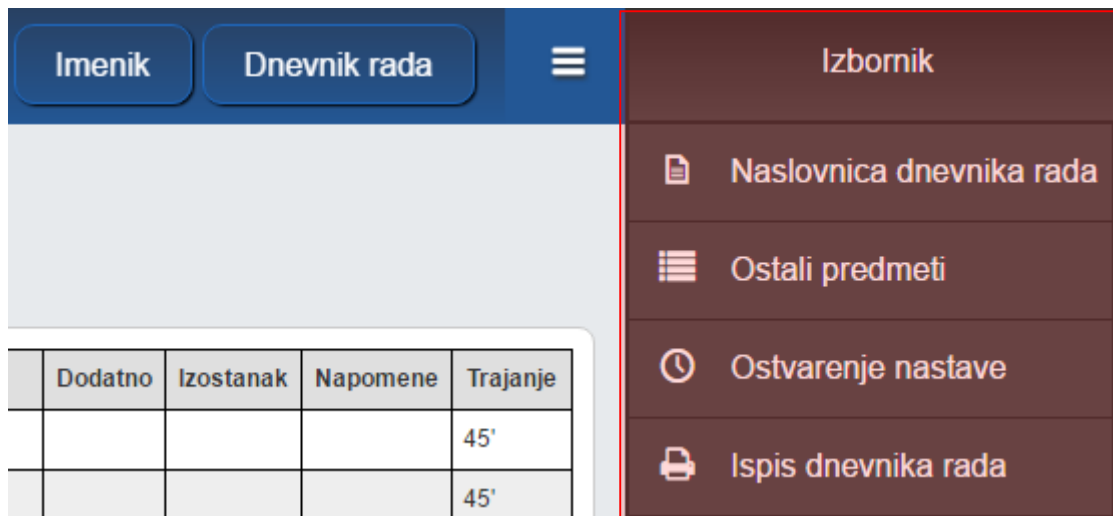 Imenik Dnevnik rada Izbornik
Naslovnica dnevnika rada
Ostali predmeti
Ostvarenje nastave
Ispis dnevnika rada
Dodatno Izostanak Napomene Trajanje
45'
45'